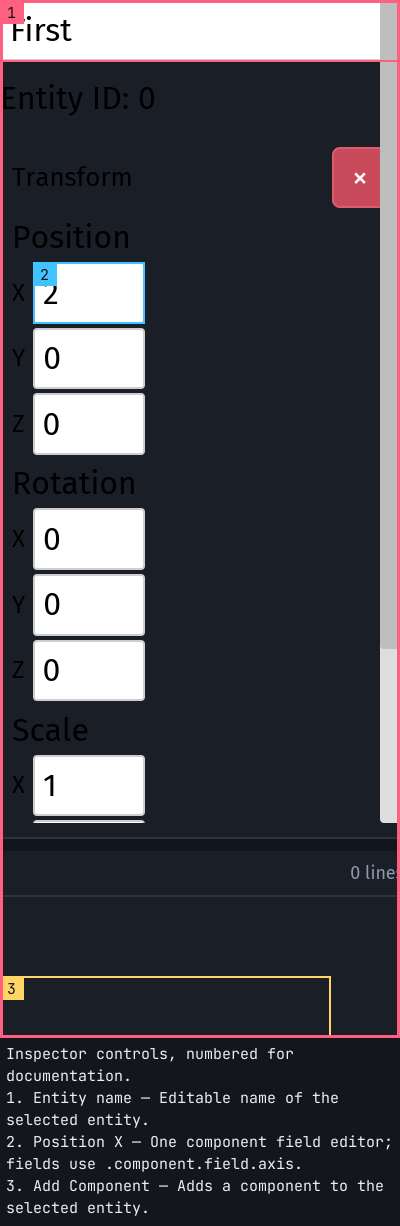 1
First
Entity ID: 0
Transform
×
Position
2
X 2
Y 0
Z 0
Rotation
X 0
Y 0
Z 0
Scale
X 1
0 lines
3
Inspector controls, numbered for
documentation.
1. Entity name — Editable name of the
selected entity.
2. Position X — One component field editor;
fields use .component.field.axis.
3. Add Component — Adds a component to the
selected entity.